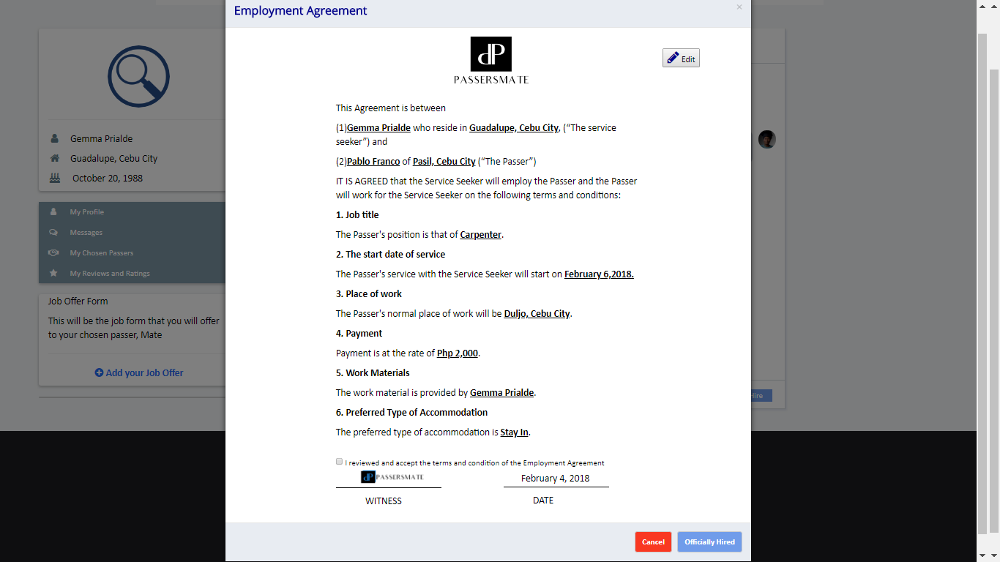 Employment Agreement
×
dP
PASSERSMATE
Edit
This Agreement is between
(1)Gemma Prialde who reside in Guadalupe, Cebu City, (“The service
seeker”) and
(2)Pablo Franco of Pasil, Cebu City (“The Passer”)
IT IS AGREED that the Service Seeker will employ the Passer and the Passer
will work for the Service Seeker on the following terms and conditions:
1. Job title
The Passer's position is that of Carpenter.
2. The start date of service
The Passer's service with the Service Seeker will start on February 6,2018.
3. Place of work
The Passer's normal place of work will be Duljo, Cebu City.
4. Payment
Payment is at the rate of Php 2,000.
5. Work Materials
The work material is provided by Gemma Prialde.
6. Preferred Type of Accommodation
The preferred type of accommodation is Stay In.
I reviewed and accept the terms and condition of the Employment Agreement
dP PASSERSMATE
February 4, 2018
WITNESS
DATE
Cancel
Officially Hired
Gemma Prialde
Guadalupe, Cebu City
October 20, 1988
My Profile
Messages
My Chosen Passers
My Reviews and Ratings
Job Offer Form
This will be the job form that you will offer
to your chosen passer, Mate
Add your Job Offer